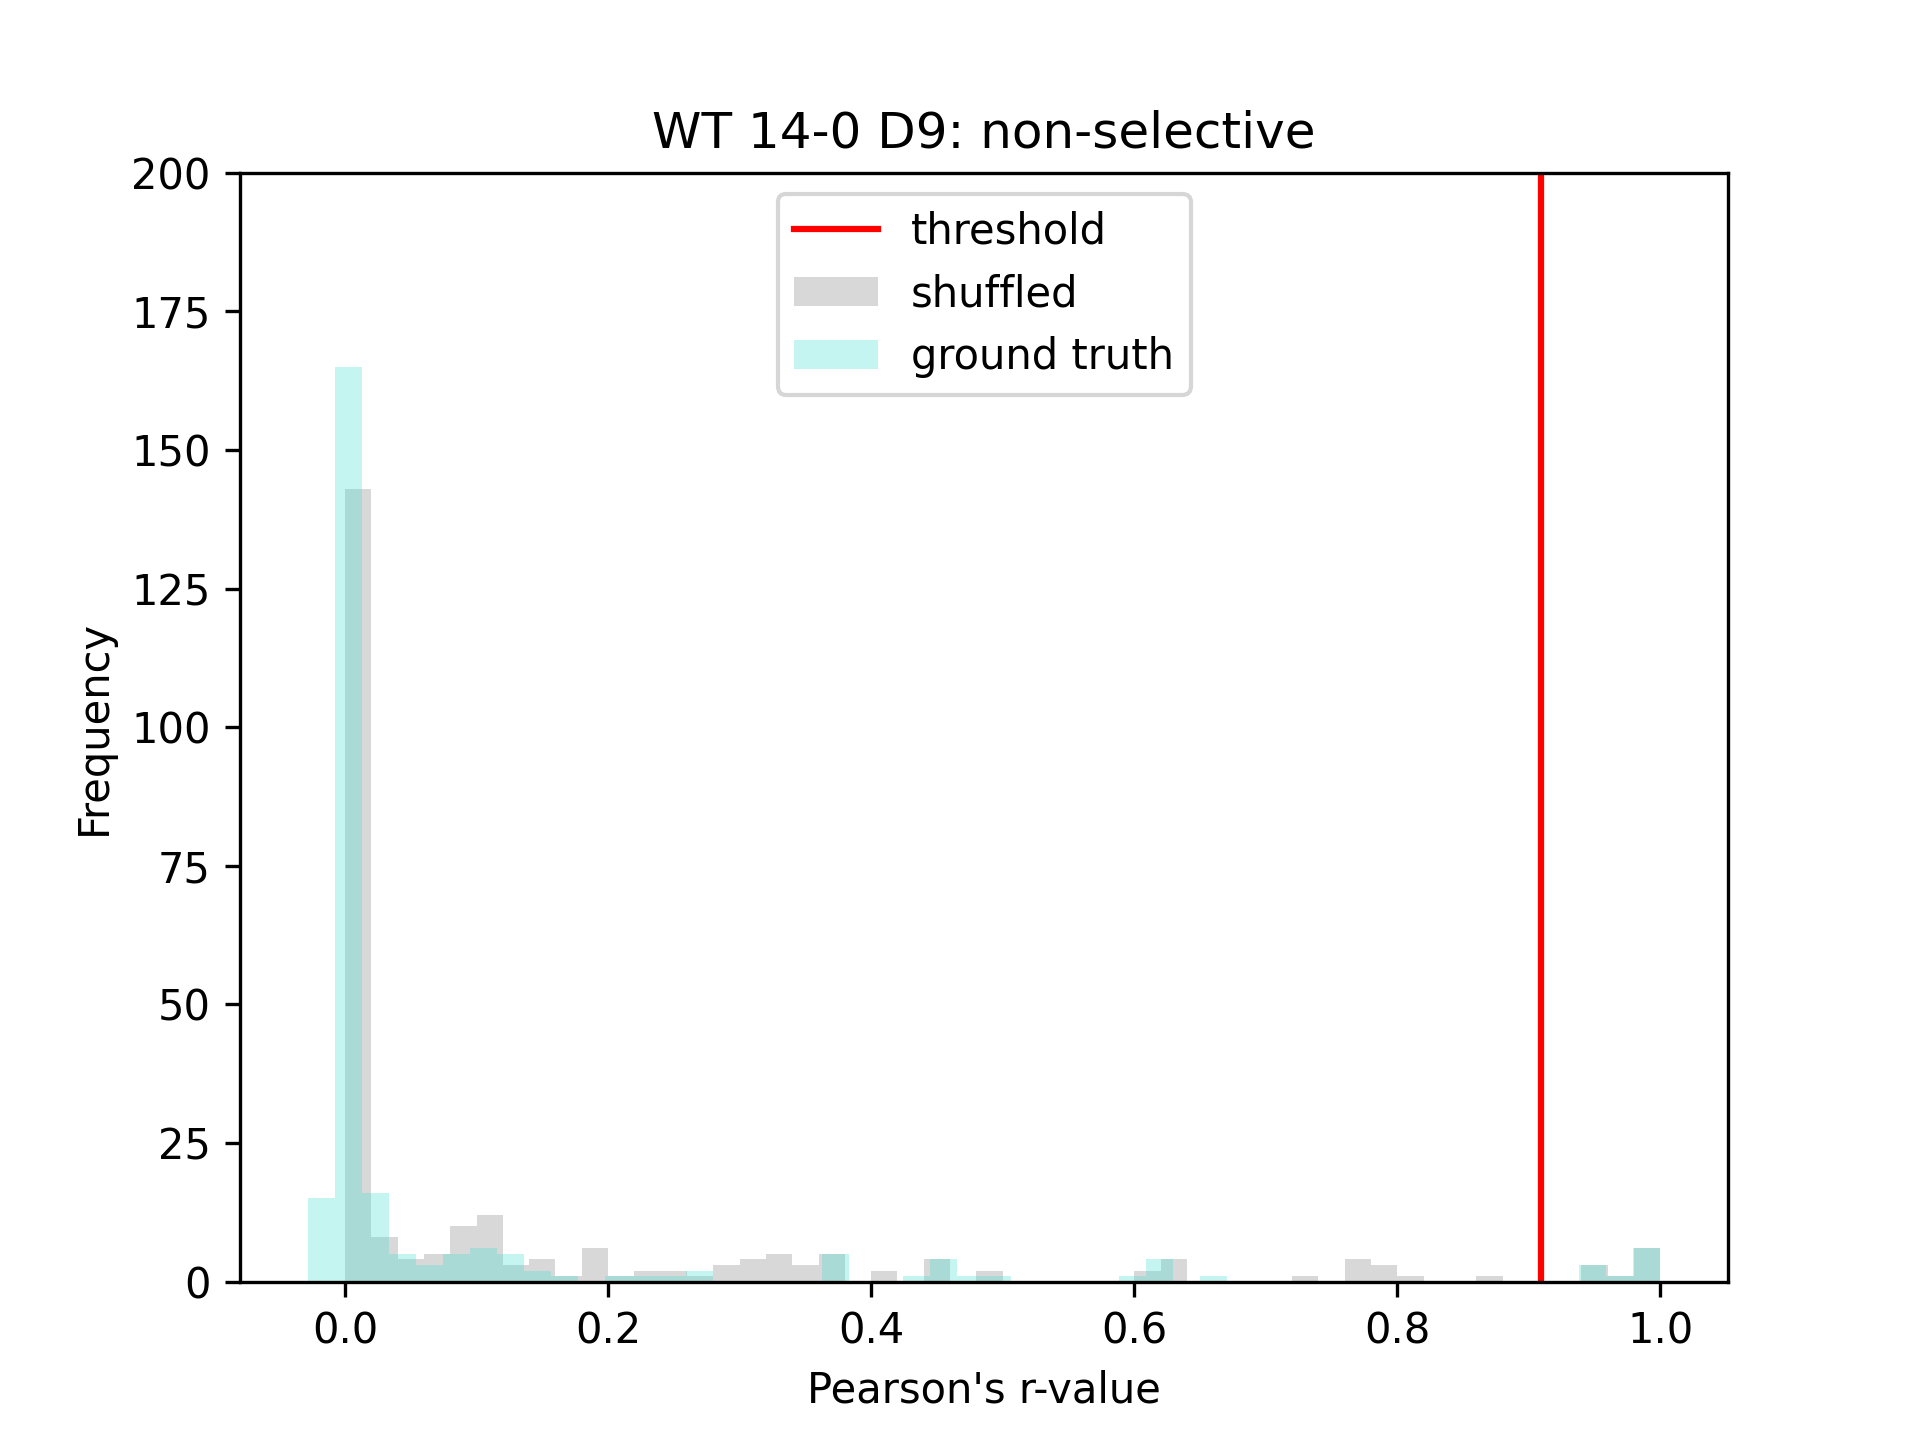 WT 14-0 D9: non-selective
200
175
150
125
100
75
50
25
0
Frequency
threshold
shuffled
ground truth
0.0 0.2 0.4 0.6 0.8 1.0
Pearson's r-value